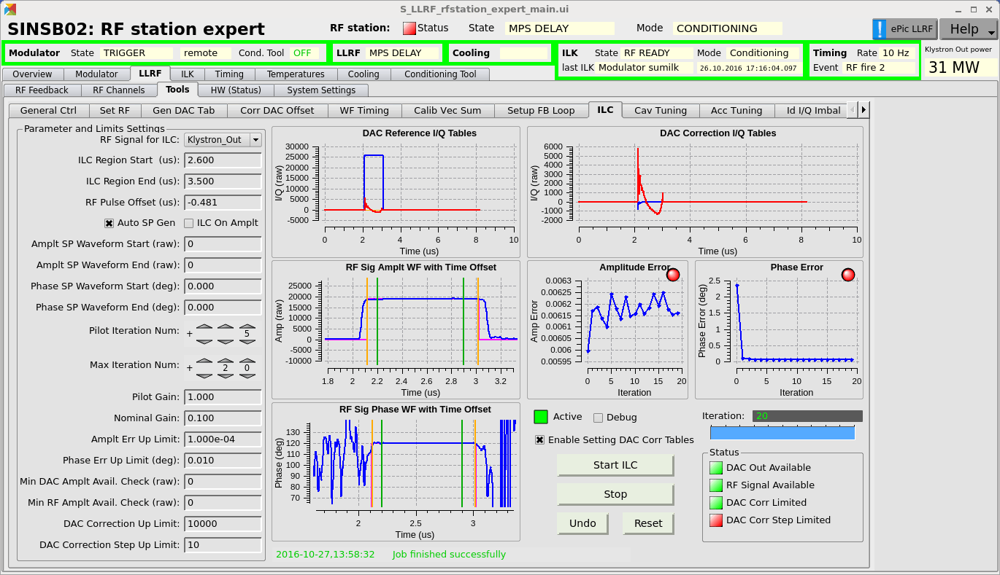 S_LLRF_rfstation_expert_main.ui
SINSB02: RF station expert
RF station: Status State MPS DELAY Mode CONDITIONING
ePic LLRF
Help
Modulator State TRIGGER remote Cond. Tool OFF
LLRF MPS DELAY
Cooling
ILK State RF READY Mode Conditioning
last ILK Modulator sumilk 26.10.2016 17:16:04.097
Timing Rate 10 Hz
Event RF fire 2
Klystron Out power
31 MW
Overview Modulator LLRF ILK Timing Temperatures Cooling Conditioning Tool
RF Feedback RF Channels Tools HW (Status) System Settings
General Ctrl Set RF Gen DAC Tab Corr DAC Offset WF Timing Calib Vec Sum Setup FB Loop ILC Cav Tuning Acc Tuning Id I/Q Imbal
Parameter and Limits Settings
RF Signal for ILC: Klystron_Out
ILC Region Start (us): 2.600
ILC Region End (us): 3.500
RF Pulse Offset (us): -0.481
Auto SP Gen ILC On Amplt
Amplt SP Waveform Start (raw): 0
Amplt SP Waveform End (raw): 0
Phase SP Waveform Start (deg): 0.000
Phase SP Waveform End (deg): 0.000
Pilot Iteration Num: + 5
Max Iteration Num: + 2 0
Pilot Gain: 1.000
Nominal Gain: 0.100
Amplt Err Up Limit: 1.000e-04
Phase Err Up Limit (deg): 0.010
Min DAC Amplt Avail. Check (raw): 0
Min RF Amplt Avail. Check (raw): 0
DAC Correction Up Limit: 10000
DAC Correction Step Up Limit: 10
DAC Reference I/Q Tables
I/Q (raw)
30000
25000
20000
15000
10000
5000
0
-5000
0 2 4 6 8 10
Time (us)
DAC Correction I/Q Tables
I/Q (raw)
6000
5000
4000
3000
2000
1000
0
-1000
-2000
0 2 4 6 8 10
Time (us)
RF Sig Amplt WF with Time Offset
Amp (raw)
25000
20000
15000
10000
5000
0
-5000
-10000
1.8 2 2.2 2.4 2.6 2.8 3 3.2
Time (us)
Amplitude Error
Amp Error
0.0063
0.00625
0.0062
0.00615
0.0061
0.00605
0.006
0.00595
0 5 10 15 20
Iteration
Phase Error
Phase Error (deg)
2.5
2
1.5
1
0.5
0
0 5 10 15 20
Iteration
RF Sig Phase WF with Time Offset
Phase (deg)
130
120
110
100
90
80
70
2 2.5 3
Time (us)
Active Debug
Enable Setting DAC Corr Tables
Start ILC
Stop
Undo Reset
Iteration: 20
Status
DAC Out Available
RF Signal Available
DAC Corr Limited
DAC Corr Step Limited
2016-10-27,13:58:32 Job finished successfully